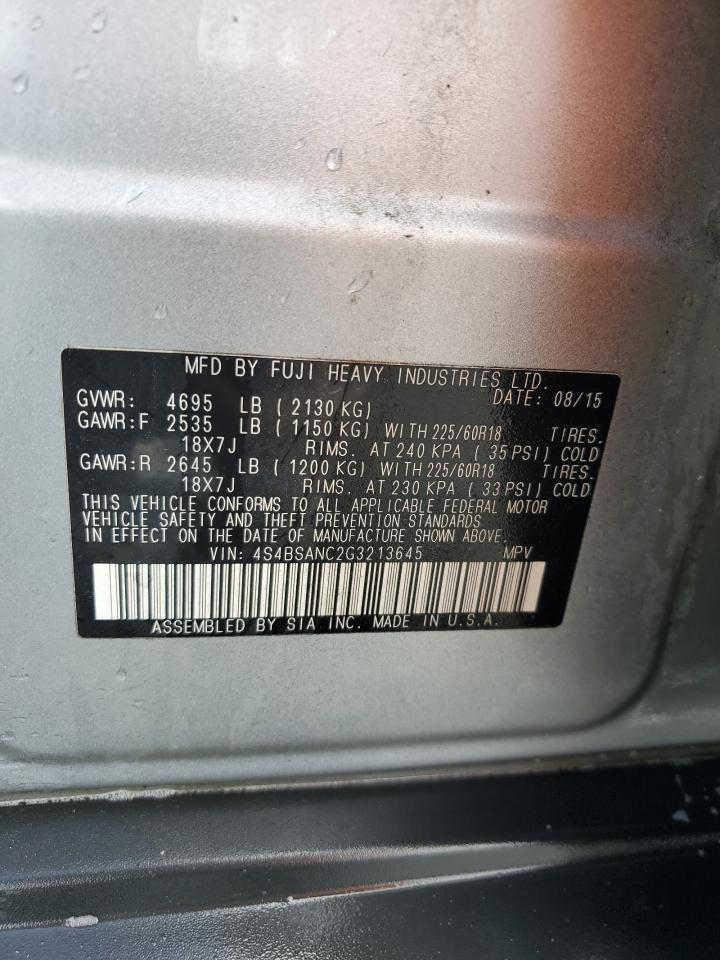 MFD BY FUJI HEAVY INDUSTRIES LTD.
GVWR: 4695 LB ( 2130 KG) DATE: 08/15
GAWR:F 2535 LB ( 1150 KG) WITH 225/60R18 TIRES.
18X7J RIMS. AT 240 KPA ( 35 PSI) COLD
GAWR:R 2645 LB ( 1200 KG) WITH 225/60R18 TIRES.
18X7J RIMS. AT 230 KPA ( 33 PSI) COLD
THIS VEHICLE CONFORMS TO ALL APPLICABLE FEDERAL MOTOR
VEHICLE SAFETY AND THEFT PREVENTION STANDARDS
IN EFFECT ON THE DATE OF MANUFACTURE SHOWN ABOVE.
VIN: 4S4BSANC2G3213645 MPV
ASSEMBLED BY SIA INC. MADE IN U.S.A.